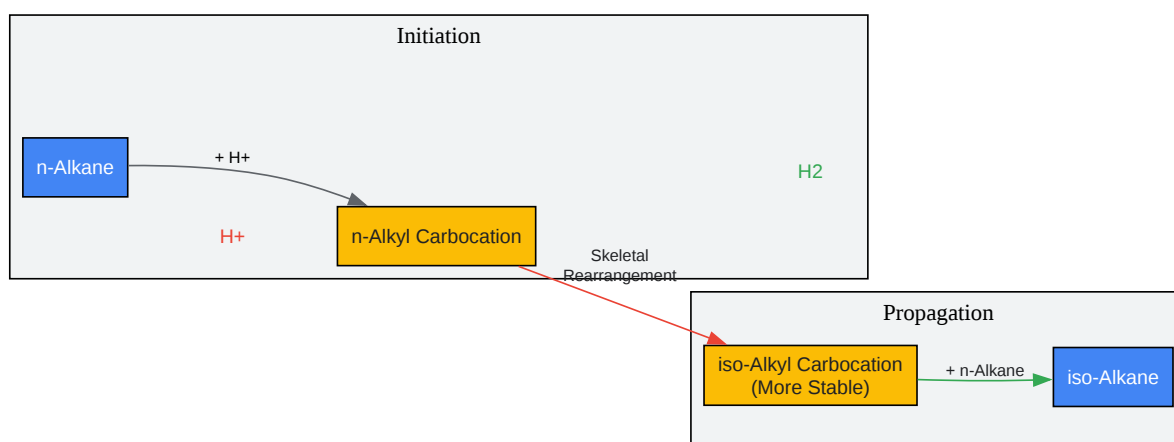 Initiation
n-Alkane
+ H+
H2
H+
n-Alkyl Carbocation
Skeletal
Rearrangement
Propagation
iso-Alkyl Carbocation
(More Stable)
+ n-Alkane
iso-Alkane